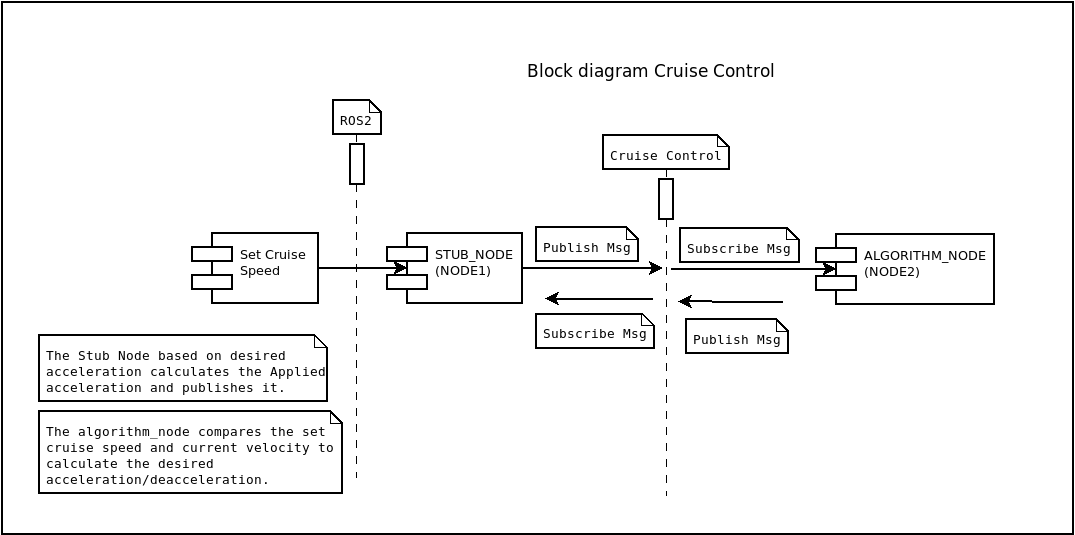 Block diagram Cruise Control
ROS2
Cruise Control
Set Cruise
Speed
STUB_NODE
(NODE1)
Publish Msg
Subscribe Msg
ALGORITHM_NODE
(NODE2)
Subscribe Msg
Publish Msg
The Stub Node based on desired
acceleration calculates the Applied
acceleration and publishes it.
The algorithm_node compares the set
cruise speed and current velocity to
calculate the desired
acceleration/deacceleration.